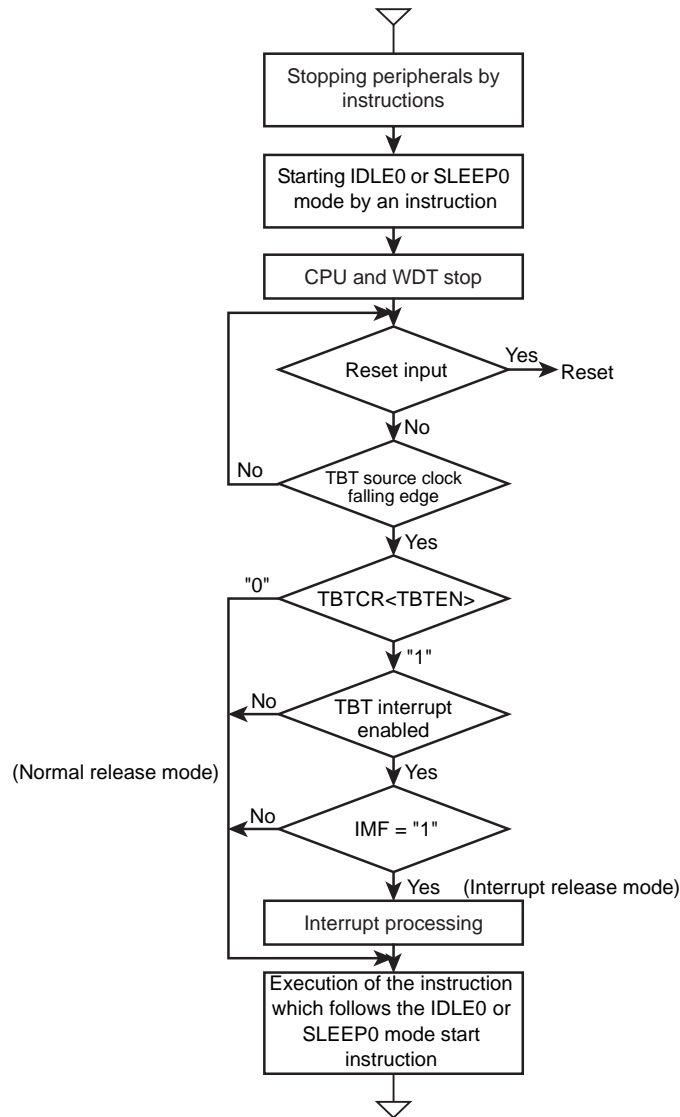 Stopping peripherals by
instructions
Starting IDLE0 or SLEEP0
mode by an instruction
CPU and WDT stop
Reset input
Yes
Reset
No
No
TBT source clock
falling edge
Yes
"0"
TBTCR<TBTEN>
"1"
No
TBT interrupt
enabled
(Normal release mode)
Yes
No
IMF = "1"
Yes
(Interrupt release mode)
Interrupt processing
Execution of the instruction
which follows the IDLE0 or
SLEEP0 mode start
instruction